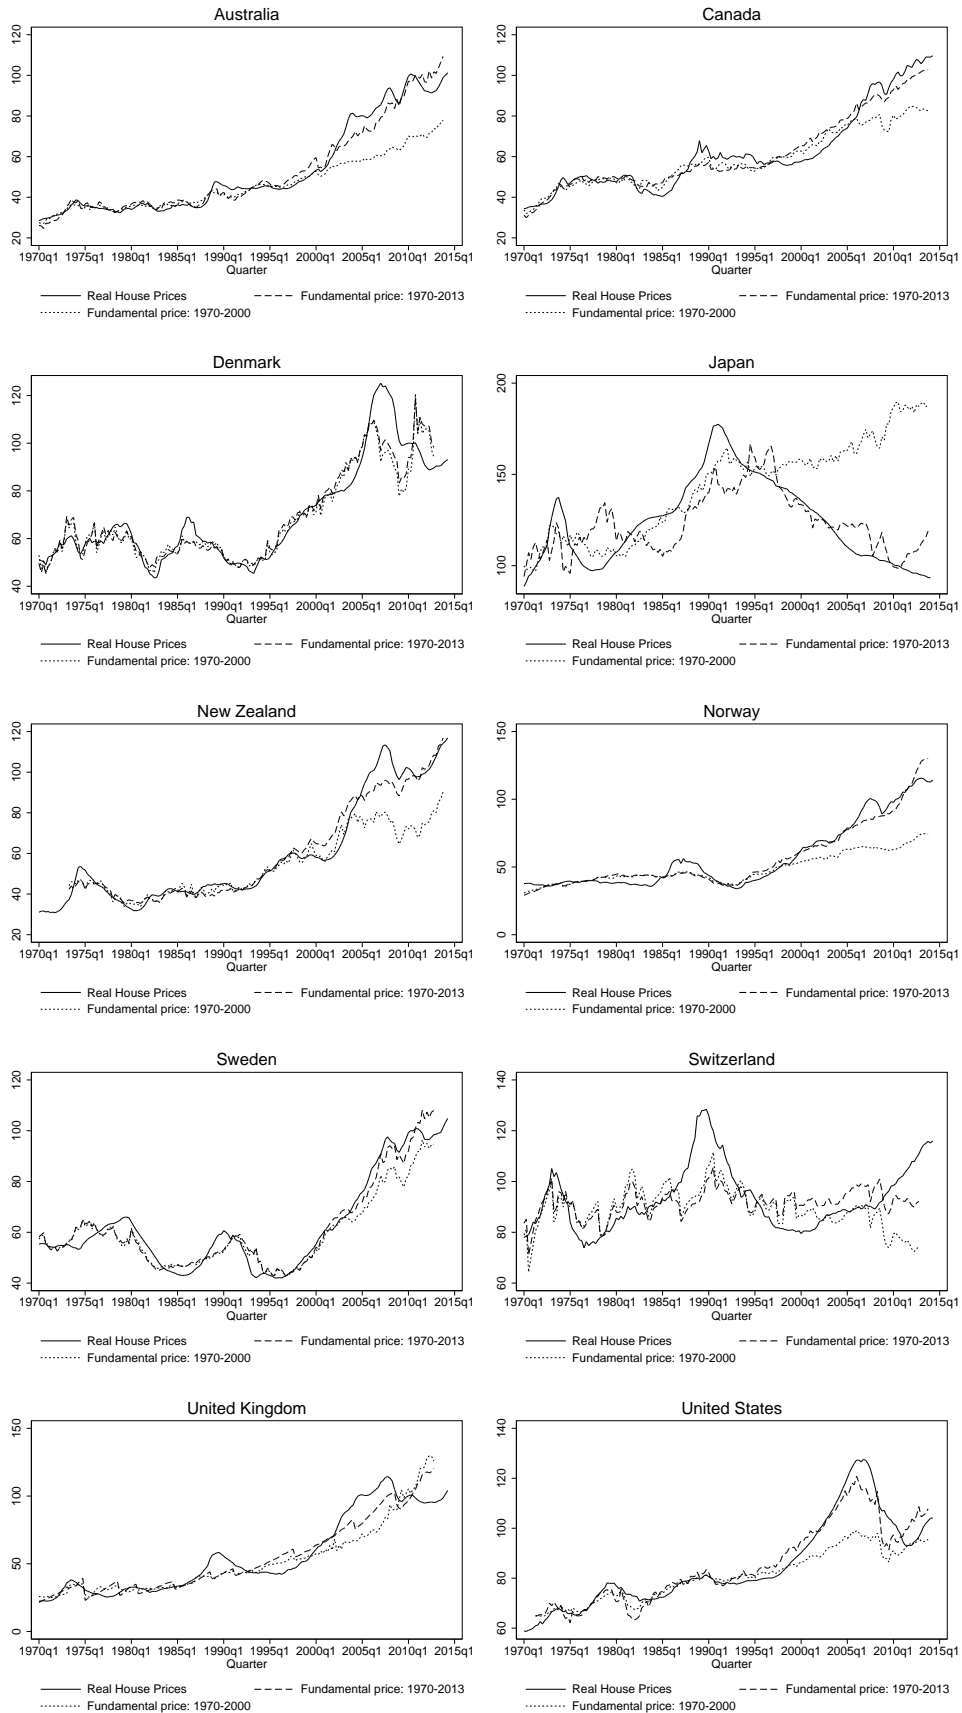 Australia
120
100
80
60
40
20
1970q1 1975q1 1980q1 1985q1 1990q1 1995q1 2000q1 2005q1 2010q1 2015q1
Quarter
Real House Prices
Fundamental price: 1970-2013
Fundamental price: 1970-2000
Canada
120
100
80
60
40
20
1970q1 1975q1 1980q1 1985q1 1990q1 1995q1 2000q1 2005q1 2010q1 2015q1
Quarter
Real House Prices
Fundamental price: 1970-2013
Fundamental price: 1970-2000
Denmark
120
100
80
60
40
1970q1 1975q1 1980q1 1985q1 1990q1 1995q1 2000q1 2005q1 2010q1 2015q1
Quarter
Real House Prices
Fundamental price: 1970-2013
Fundamental price: 1970-2000
Japan
200
150
100
1970q1 1975q1 1980q1 1985q1 1990q1 1995q1 2000q1 2005q1 2010q1 2015q1
Quarter
Real House Prices
Fundamental price: 1970-2013
Fundamental price: 1970-2000
New Zealand
120
100
80
60
40
20
1970q1 1975q1 1980q1 1985q1 1990q1 1995q1 2000q1 2005q1 2010q1 2015q1
Quarter
Real House Prices
Fundamental price: 1970-2013
Fundamental price: 1970-2000
Norway
150
100
50
0
1970q1 1975q1 1980q1 1985q1 1990q1 1995q1 2000q1 2005q1 2010q1 2015q1
Quarter
Real House Prices
Fundamental price: 1970-2013
Fundamental price: 1970-2000
Sweden
120
100
80
60
40
1970q1 1975q1 1980q1 1985q1 1990q1 1995q1 2000q1 2005q1 2010q1 2015q1
Quarter
Real House Prices
Fundamental price: 1970-2013
Fundamental price: 1970-2000
Switzerland
140
120
100
80
60
1970q1 1975q1 1980q1 1985q1 1990q1 1995q1 2000q1 2005q1 2010q1 2015q1
Quarter
Real House Prices
Fundamental price: 1970-2013
Fundamental price: 1970-2000
United Kingdom
150
100
50
0
1970q1 1975q1 1980q1 1985q1 1990q1 1995q1 2000q1 2005q1 2010q1 2015q1
Quarter
Real House Prices
Fundamental price: 1970-2013
Fundamental price: 1970-2000
United States
140
120
100
80
60
1970q1 1975q1 1980q1 1985q1 1990q1 1995q1 2000q1 2005q1 2010q1 2015q1
Quarter
Real House Prices
Fundamental price: 1970-2013
Fundamental price: 1970-2000